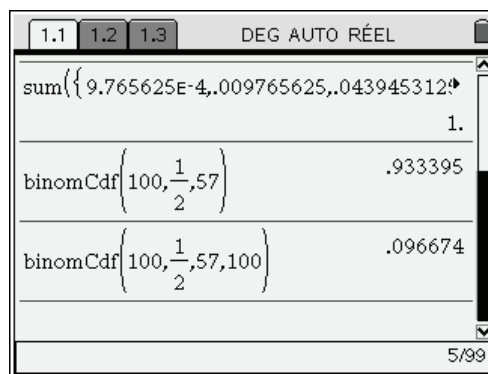 1.1 1.2 1.3 DEG AUTO RÉEL
sum({9.765625E-4,.009765625,.043945312
1.
binomCdf(100,1/2,57) .933395
binomCdf(100,1/2,57,100) .096674
5/99